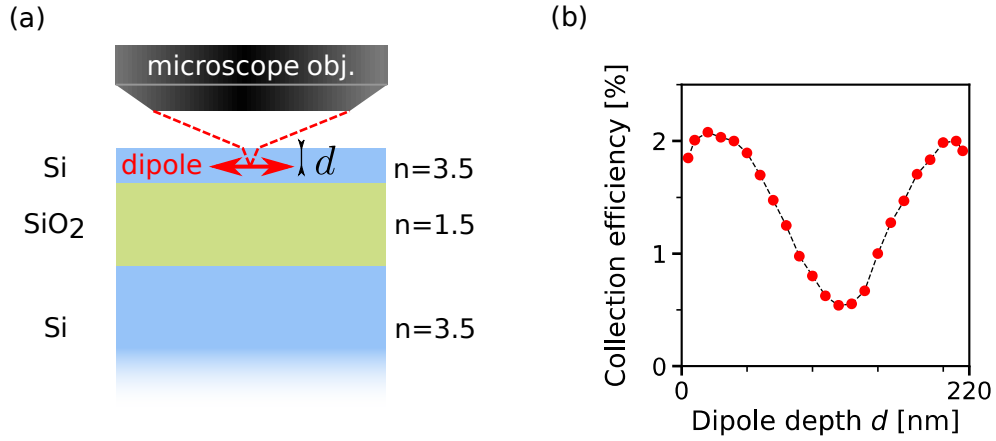 (a)
microscope obj.
Si
dipole
d
n=3.5
SiO2
n=1.5
Si
n=3.5
(b)
Collection efficiency [%]
2
1
0
0
220
Dipole depth d [nm]